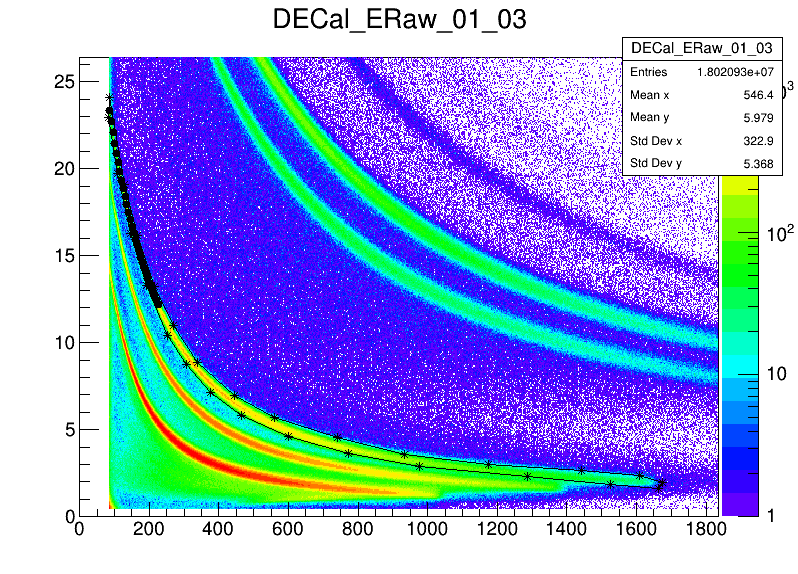 DECal_ERaw_01_03
DECal_ERaw_01_03
Entries 1.802093e+07
Mean x 546.4
Mean y 5.979
Std Dev x 322.9
Std Dev y 5.368
25
20
15
10
5
0
0 200 400 600 800 1000 1200 1400 1600 1800
10²
10
1